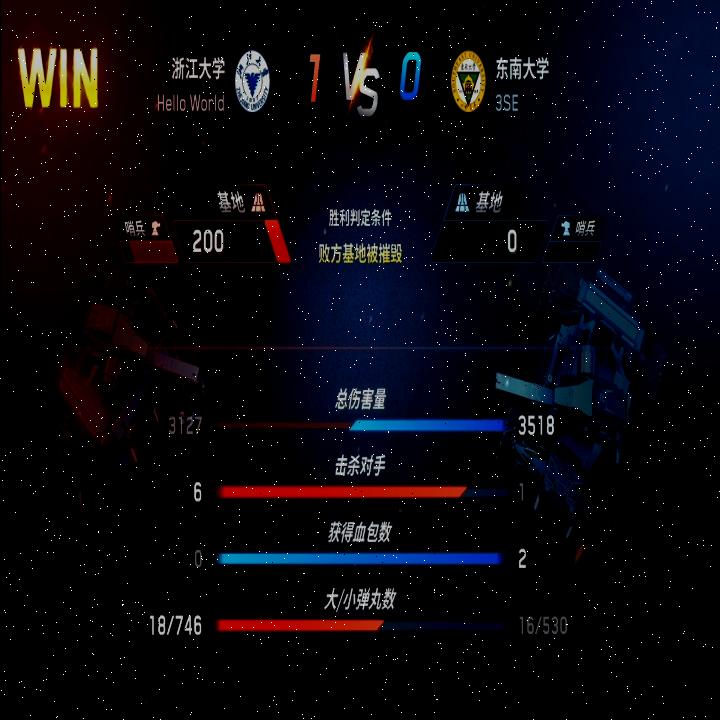 WIN
浙江大学
Hello World
1 VS 0
东南大学
3SE
基地
哨兵
200
胜利判定条件
败方基地被摧毁
基地
哨兵
0
总伤害量
3127
3518
击杀对手
6
1
获得血包数
0
2
大/小弹丸数
18/746
16/530